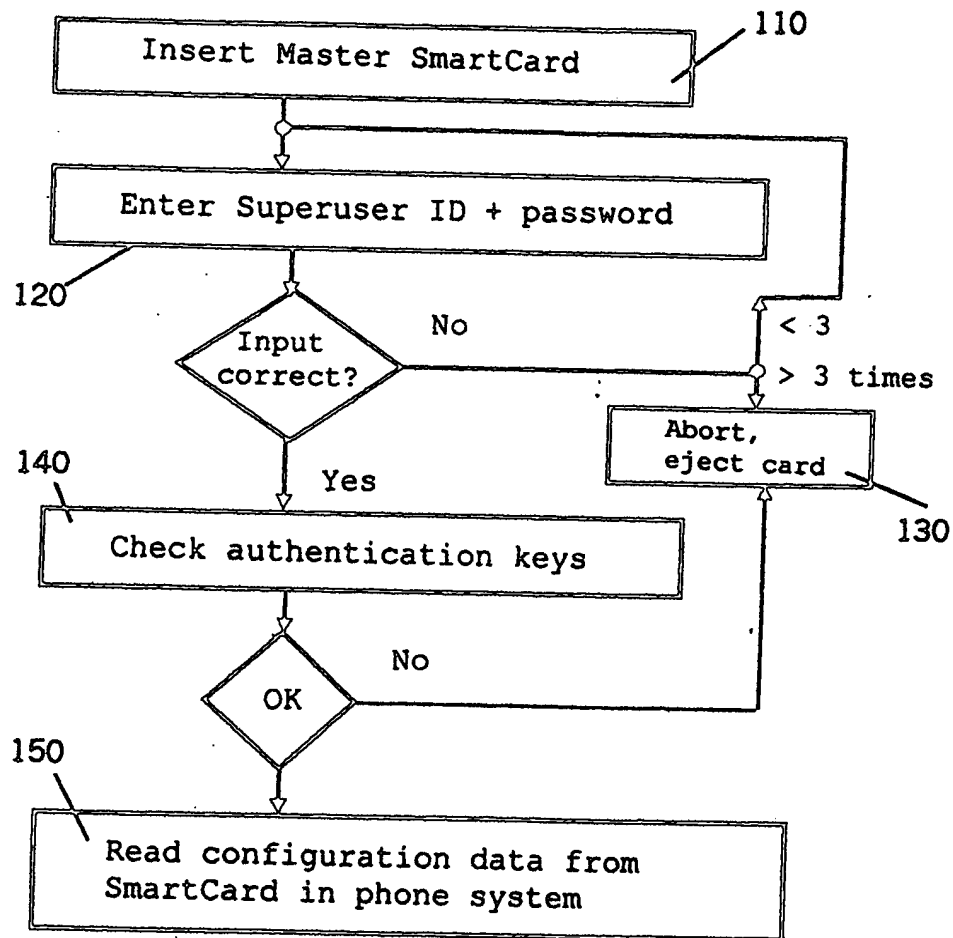 110
Insert Master SmartCard
Enter Superuser ID + password
120
No
< 3
Input
correct?
> 3 times
Abort,
eject card
130
140
Yes
Check authentication keys
No
OK
150
Read configuration data from
SmartCard in phone system